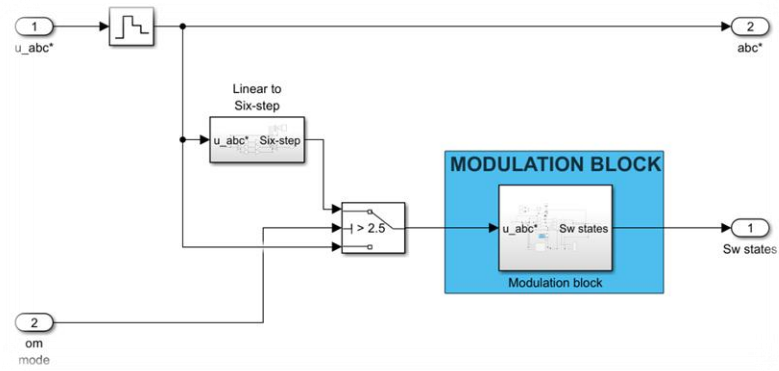 1
u_abc*
2
abc*
Linear to
Six-step
u_abc* Six-step
> 2.5
MODULATION BLOCK
u_abc* Sw states
Modulation block
1
Sw states
2
om
mode